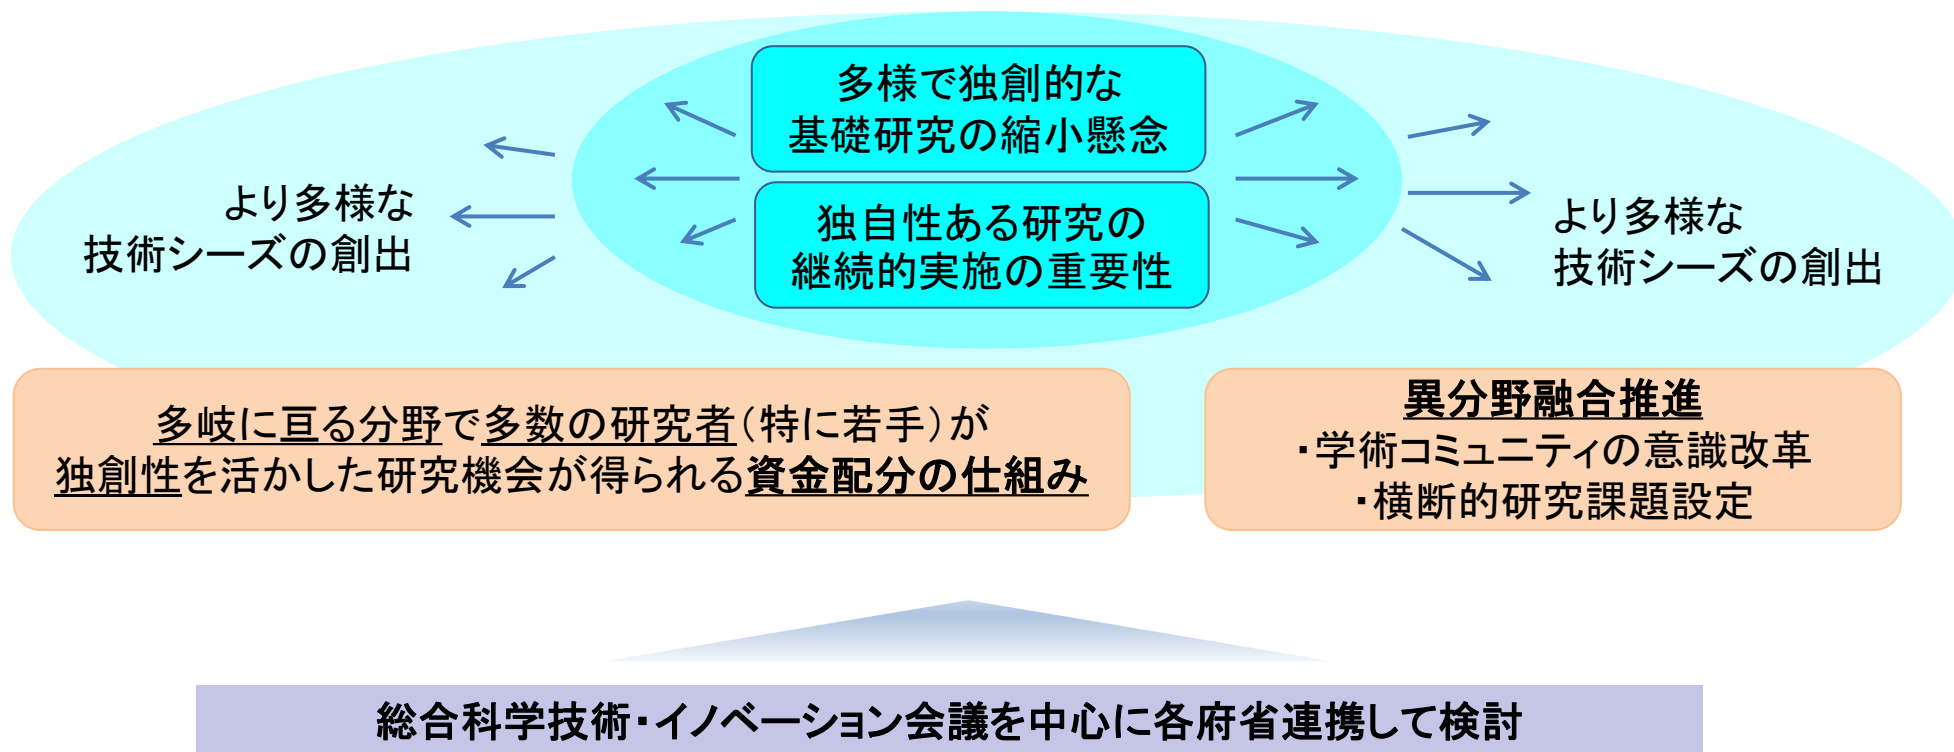 多様で独創的な
基礎研究の縮小懸念
独自性ある研究の
継続的実施の重要性
より多様な
技術シーズの創出
より多様な
技術シーズの創出
多岐に亘る分野で多数の研究者(特に若手)が
独創性を活かした研究機会が得られる資金配分の仕組み
異分野融合推進
・学術コミュニティの意識改革
・横断的研究課題設定
総合科学技術・イノベーション会議を中心に各府省連携して検討